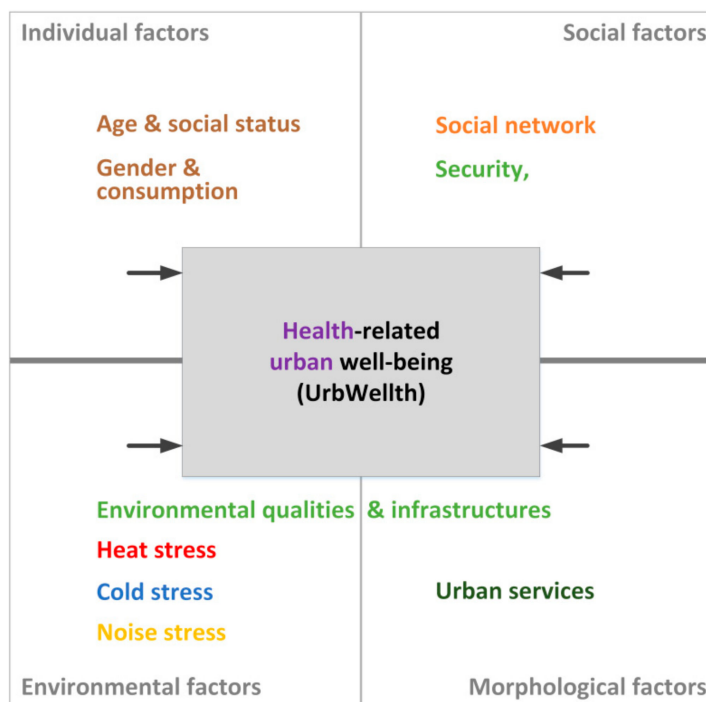 Individual factors
Social factors
Age & social status
Social network
Gender &
consumption
Security,
Health-related
urban well-being
(UrbWellth)
Environmental qualities & infrastructures
Heat stress
Cold stress
Urban services
Noise stress
Environmental factors
Morphological factors